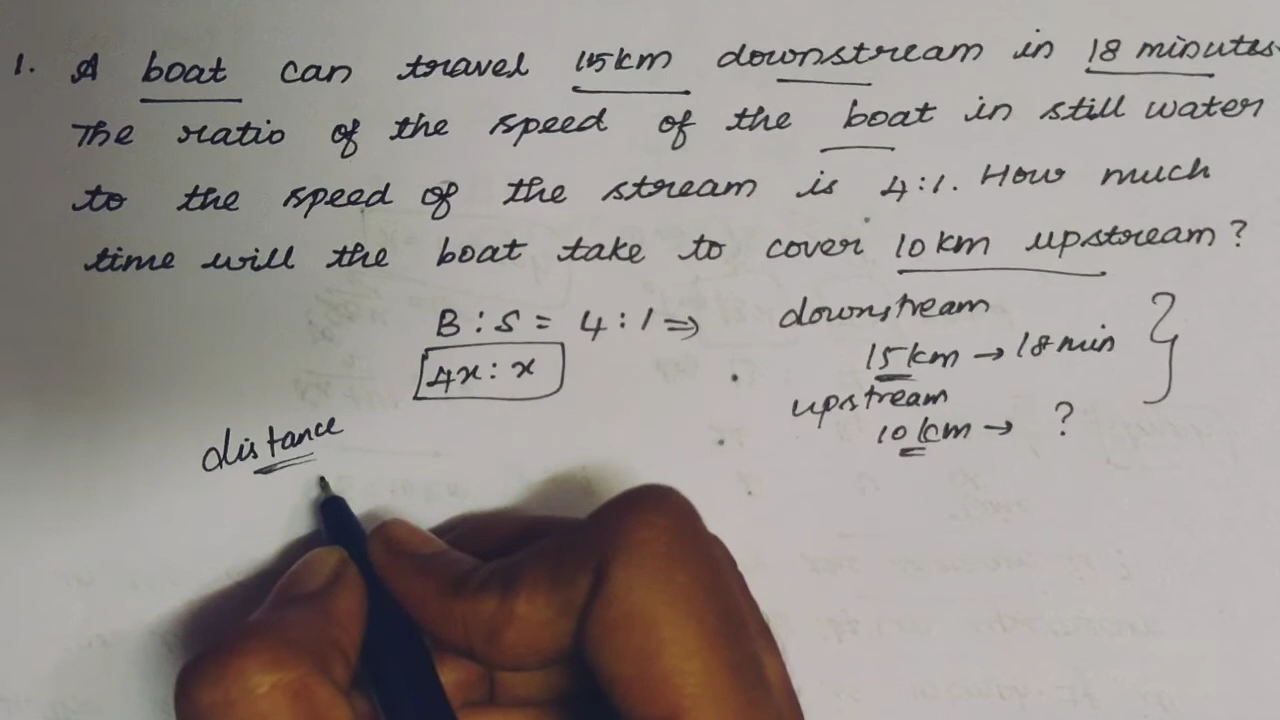 1. A boat can travel 15km downstream in 18 minutes.
The ratio of the speed of the boat in still water
to the speed of the stream is 4:1. How much
time will the boat take to cover 10km upstream?
B : S = 4 : 1 ⇒
4x : x
downstream
15km → 18 min
upstream
10km → ?
distance